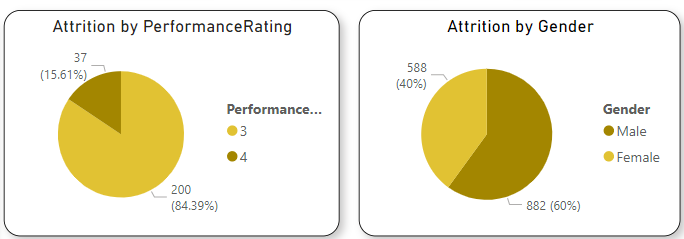 Attrition by PerformanceRating
37
(15.61%)
Performance...
3
4
200
(84.39%)
Attrition by Gender
588
(40%)
Gender
Male
Female
882 (60%)